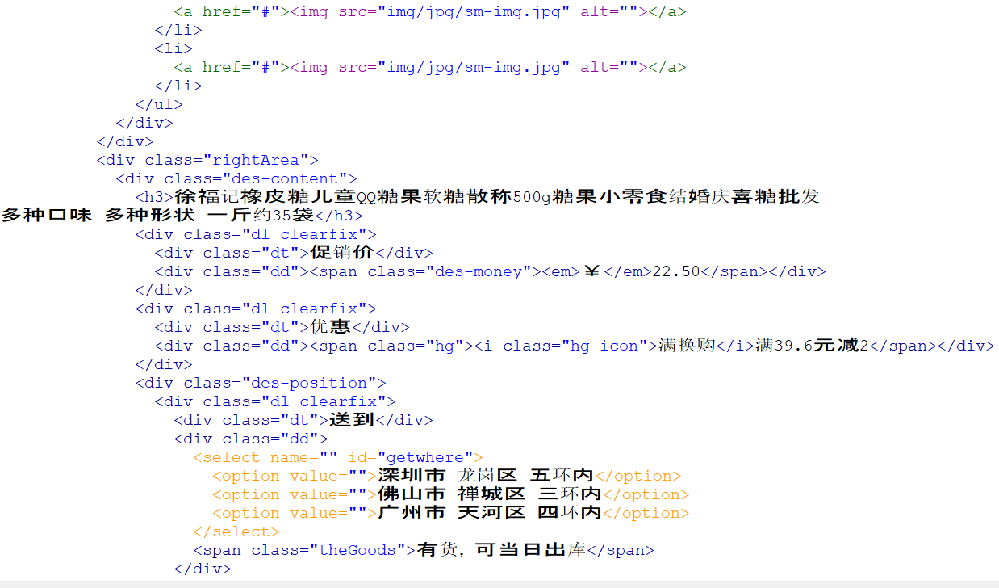 <a href="#"><img src="img/jpg/sm-img.jpg" alt=""></a>
</li>
<li>
<a href="#"><img src="img/jpg/sm-img.jpg" alt=""></a>
</li>
</ul>
</div>
</div>
<div class="rightArea">
<div class="des-content">
<h3>徐福记橡皮糖儿童QQ糖果软糖散称500g糖果小零食结婚庆喜糖批发
多种口味 多种形状 一斤约35袋</h3>
<div class="dl clearfix">
<div class="dt">促销价</div>
<div class="dd"><span class="des-money"><em>¥</em>22.50</span></div>
</div>
<div class="dl clearfix">
<div class="dt">优惠</div>
<div class="dd"><span class="hg"><i class="hg-icon">满换购</i>满39.6元减2</span></div>
</div>
<div class="des-position">
<div class="dl clearfix">
<div class="dt">送到</div>
<div class="dd">
<select name="" id="getwhere">
<option value="">深圳市 龙岗区 五环内</option>
<option value="">佛山市 禅城区 三环内</option>
<option value="">广州市 天河区 四环内</option>
</select>
<span class="theGoods">有货，可当日出库</span>
</div>